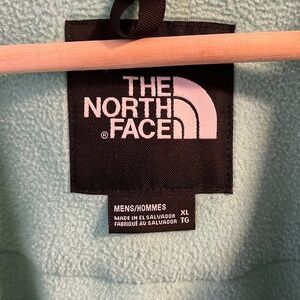 THE
NORTH
FACE
®
MENS/HOMMES
MADE IN EL SALVADOR XL
FABRIQUÉ AU SALVADOR TG